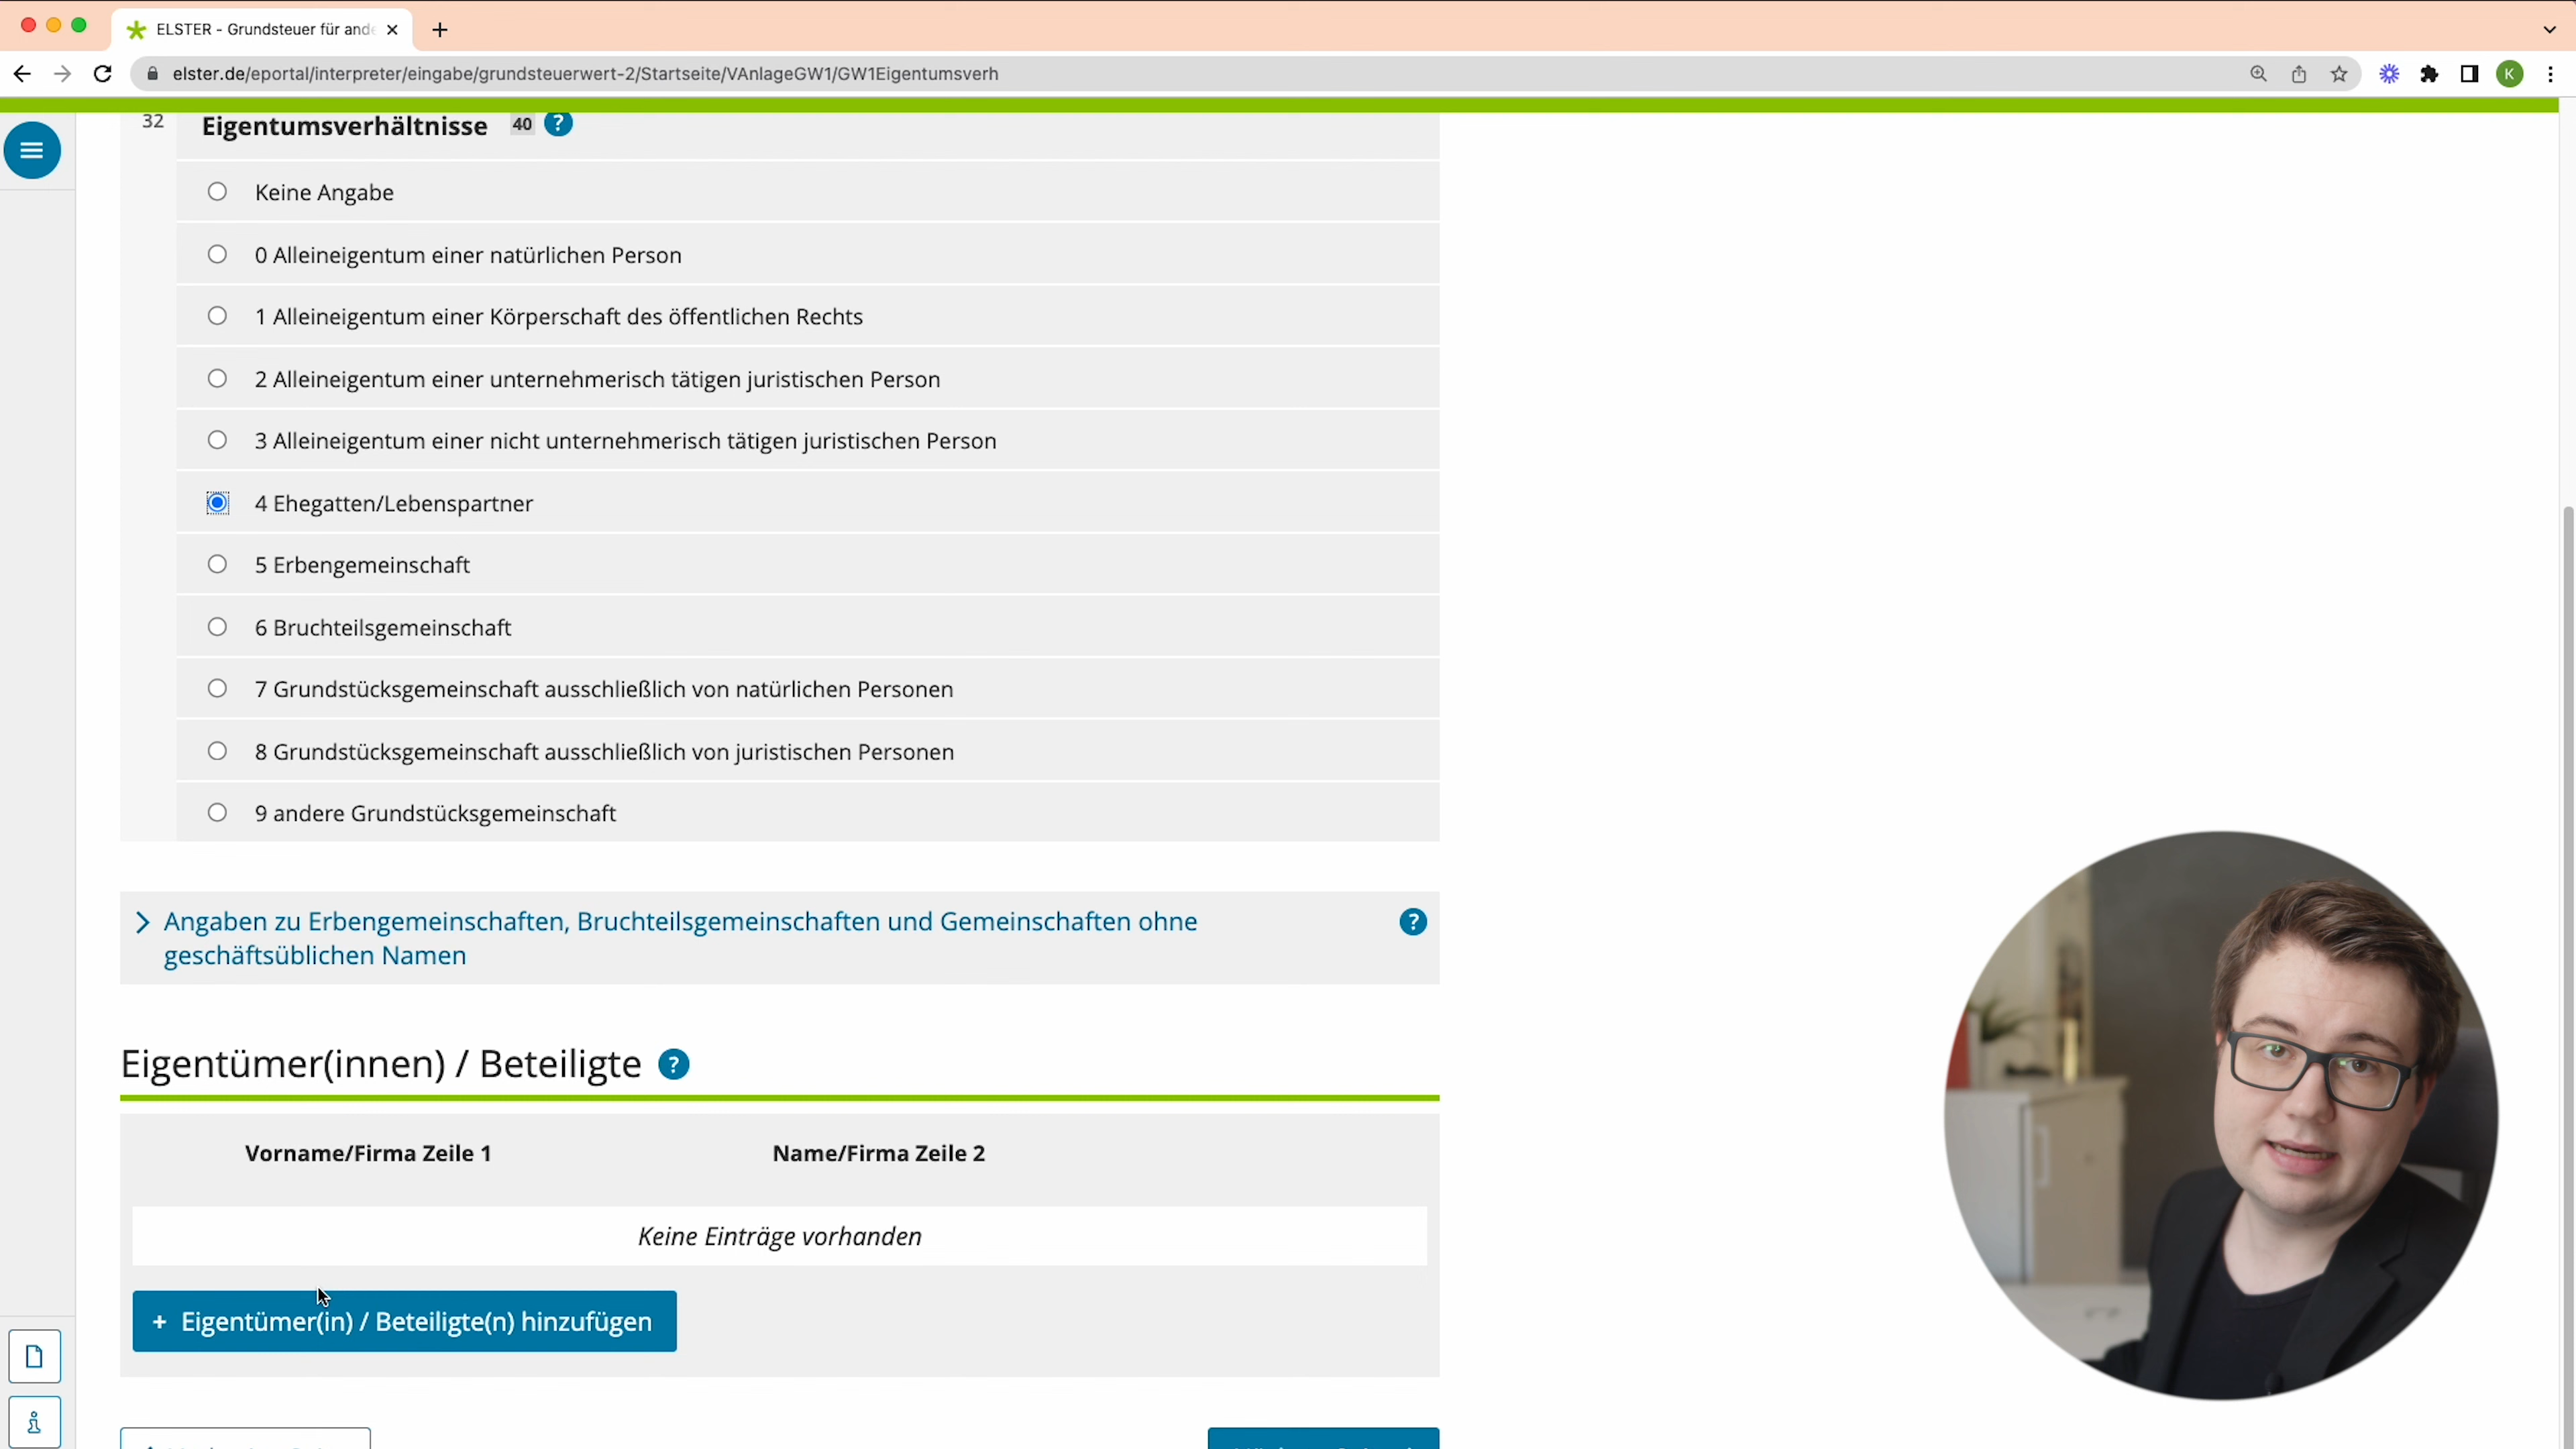 ELSTER - Grundsteuer für and
elster.de/eportal/interpreter/eingabe/grundsteuerwert-2/Startseite/VAnlageGW1/GW1Eigentumsverh
K
32 Eigentumsverhältnisse 40 ?
Keine Angabe
0 Alleineigentum einer natürlichen Person
1 Alleineigentum einer Körperschaft des öffentlichen Rechts
2 Alleineigentum einer unternehmerisch tätigen juristischen Person
3 Alleineigentum einer nicht unternehmerisch tätigen juristischen Person
4 Ehegatten/Lebenspartner
5 Erbengemeinschaft
6 Bruchteilsgemeinschaft
7 Grundstücksgemeinschaft ausschließlich von natürlichen Personen
8 Grundstücksgemeinschaft ausschließlich von juristischen Personen
9 andere Grundstücksgemeinschaft
Angaben zu Erbengemeinschaften, Bruchteilsgemeinschaften und Gemeinschaften ohne ?
geschäftsüblichen Namen
Eigentümer(innen) / Beteiligte ?
Vorname/Firma Zeile 1 Name/Firma Zeile 2
Keine Einträge vorhanden
+ Eigentümer(in) / Beteiligte(n) hinzufügen